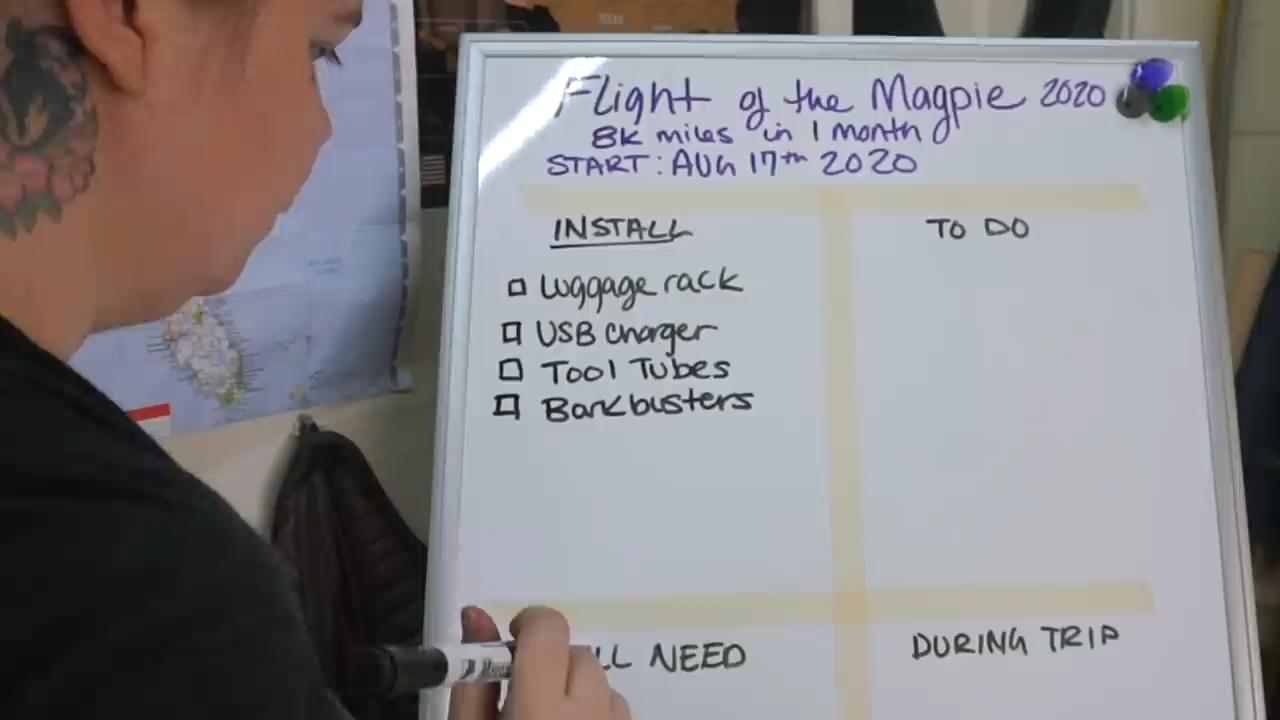 Flight of the Magpie 2020
8K miles in 1 month
START: AUG 17th 2020
INSTALL
TO DO
Luggage rack
USB charger
Tool Tubes
Barkbusters
NEED
DURING TRIP